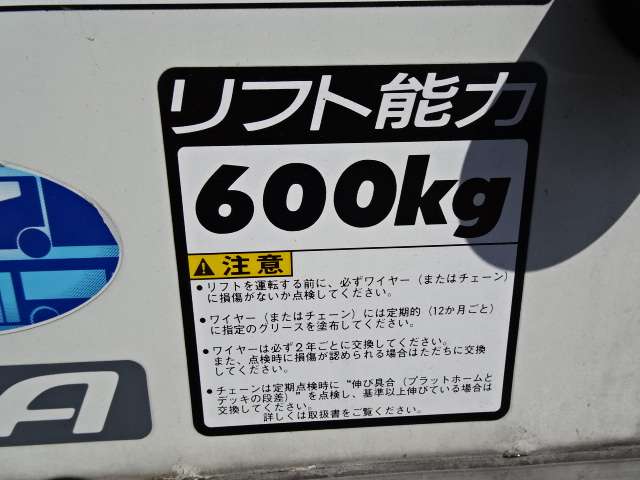 リフト能力
600kg
注意
●リフトを運転する前に、必ずワイヤー(またはチェーン)
に損傷がないか点検してください。
●ワイヤー(またはチェーン)には定期的(12か月ごと)
に指定のグリースを塗布してください。
●ワイヤーは必ず2年ごとに交換してください。
また、点検時に損傷が認められる場合はただちに交換
してください。
●チェーンは定期点検時に“伸び具合(プラットホームと
デッキの段差)”を点検し、基準以上伸びている場合は
交換してください。
詳しくは取扱書をご覧ください。
A